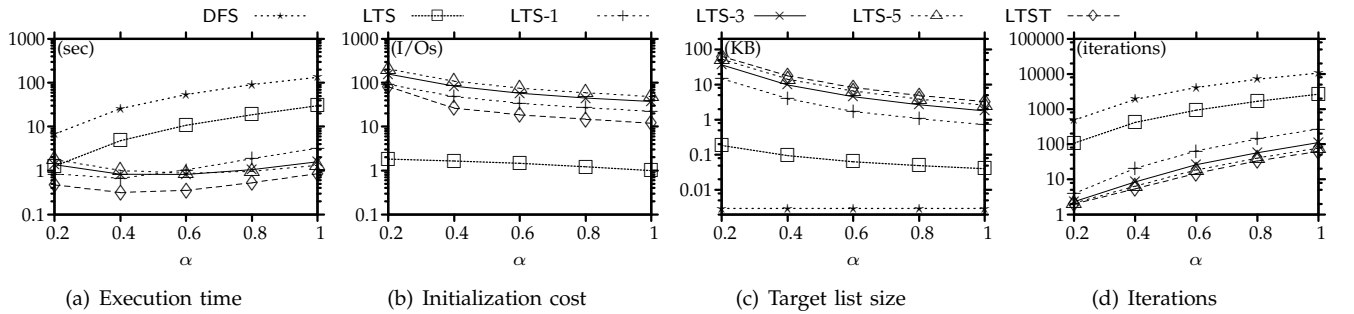 DFS LTS LTS-1 LTS-3 LTS-5 LTST
(sec)
1000
100
10
1
0.1
0.2 0.4 0.6 0.8 1
α
(a) Execution time
(I/Os)
1000
100
10
1
0.1
0.2 0.4 0.6 0.8 1
α
(b) Initialization cost
(KB)
100
10
1
0.1
0.01
0.2 0.4 0.6 0.8 1
α
(c) Target list size
(iterations)
100000
10000
1000
100
10
1
0.2 0.4 0.6 0.8 1
α
(d) Iterations